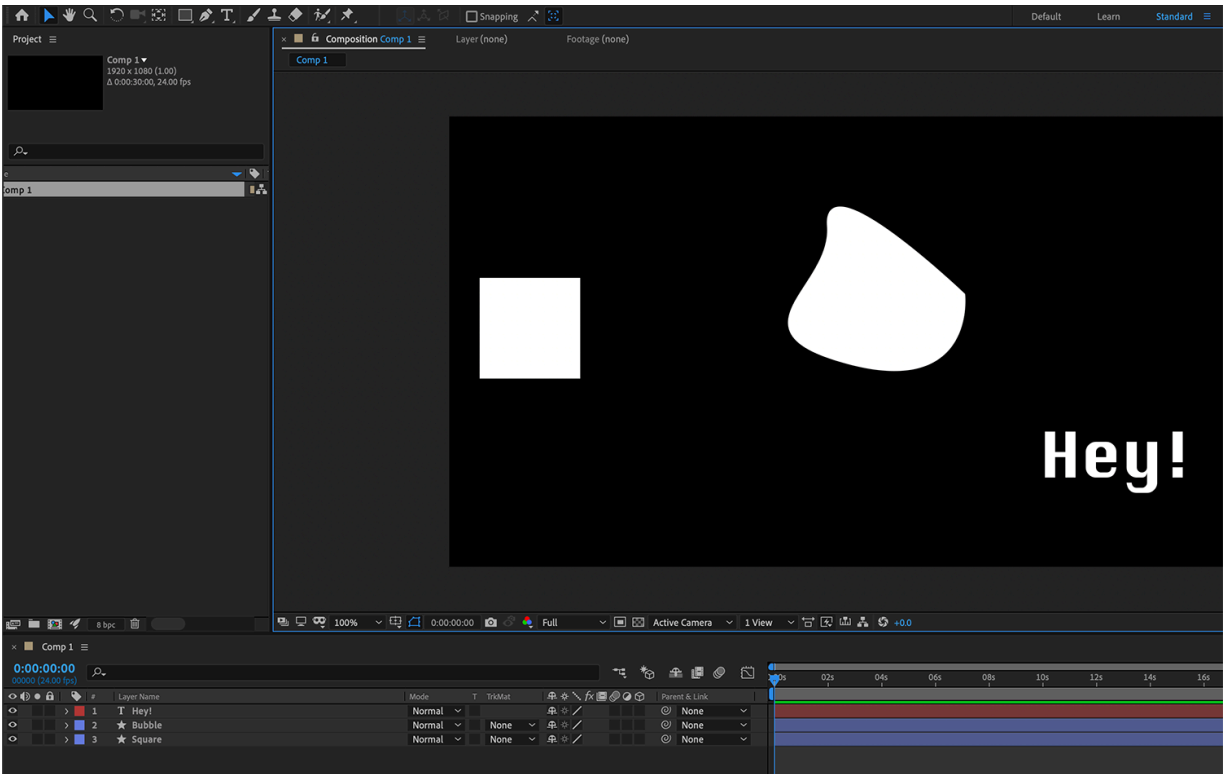 Snapping
Default Learn Standard
Project
Composition Comp 1 Layer (none) Footage (none)
Comp 1
Comp 1
1920 x 1080 (1.00)
Δ 0:00:30:00, 24.00 fps
e
omp 1
Hey!
8 bpc
100% 0:00:00:00 Full Active Camera 1 View +0.0
Comp 1
0:00:00:00
00000 (24.00 fps)
# Layer Name Mode T TrkMat fx Parent & Link
00s 02s 04s 06s 08s 10s 12s 14s 16s
1 T Hey! Normal None
2 Bubble Normal None None
3 Square Normal None None